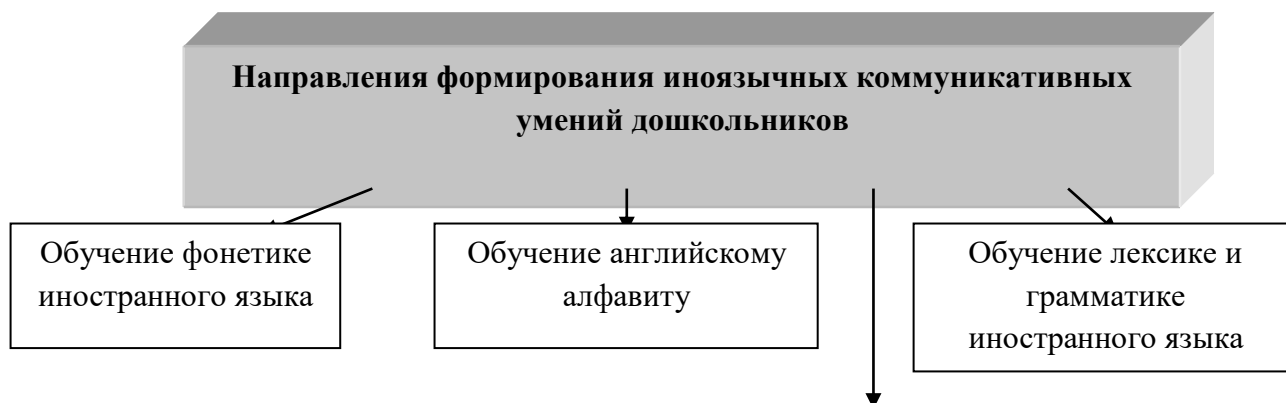 Направления формирования иноязычных коммуникативных
умений дошкольников
Обучение фонетике
иностранного языка
Обучение английскому
алфавиту
Обучение лексике и
грамматике
иностранного языка